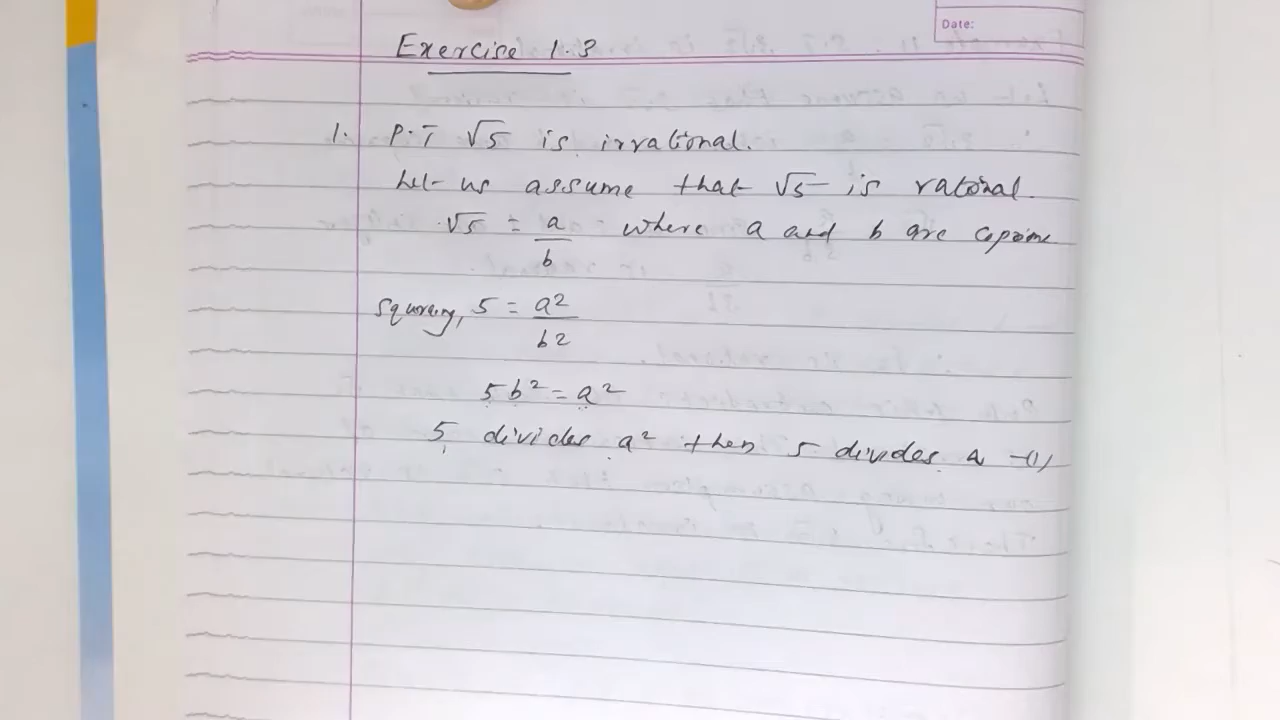 Date:
Exercise 1.3
1. P.T √5 is irrational.
Let us assume that √5 is rational.
√5 = a/b where a and b are coprime
Squaring, 5 = a²/b²
5b² = a²
5 divides a² then 5 divides a -(1)